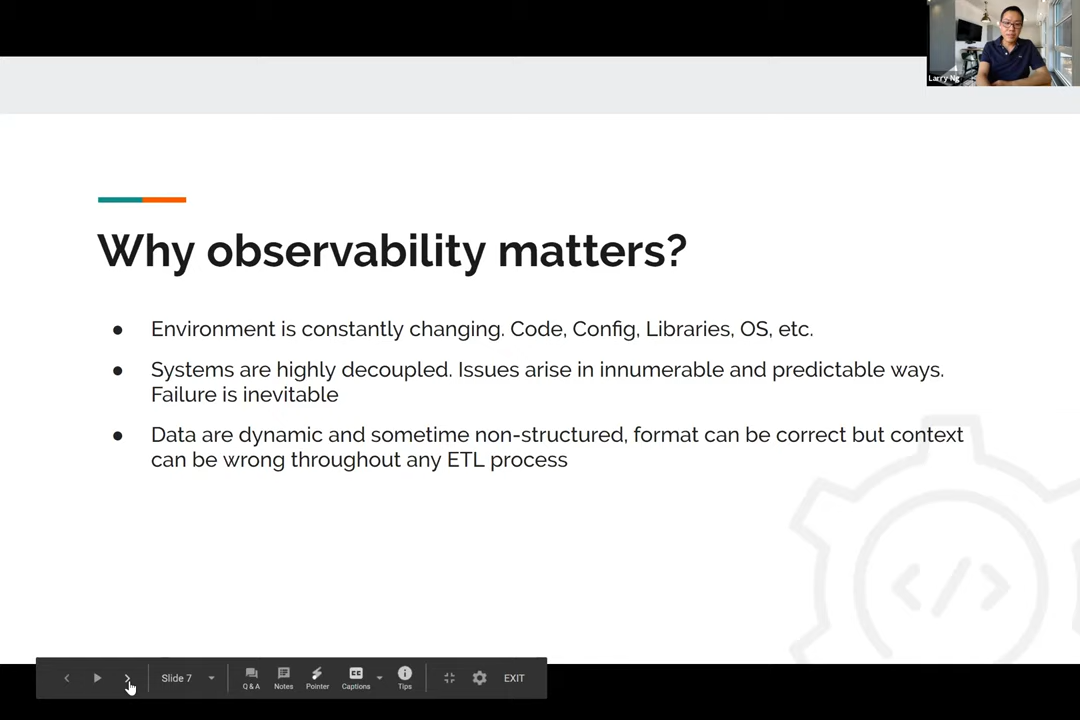 Larry Ng
Why observability matters?
● Environment is constantly changing. Code, Config, Libraries, OS, etc.
● Systems are highly decoupled. Issues arise in innumerable and predictable ways.
Failure is inevitable
● Data are dynamic and sometime non-structured, format can be correct but context
can be wrong throughout any ETL process
</>
Slide 7
Q & A Notes Pointer Captions Tips EXIT